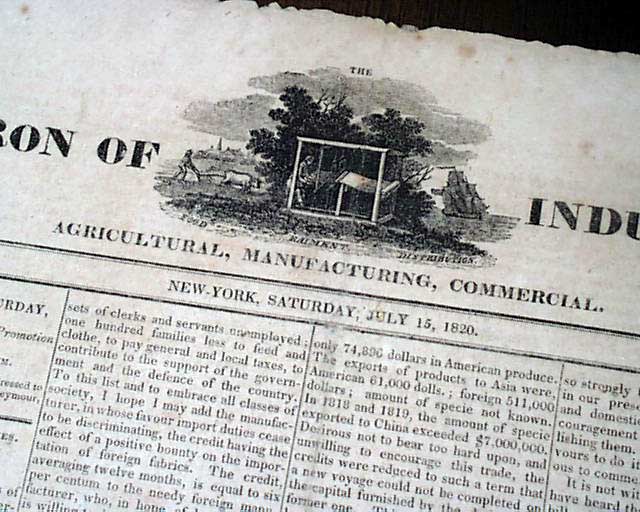 THE
RON OF
INDU
FOOD
RAIMENT
DISTRIBUTION.
AGRICULTURAL, MANUFACTURING, COMMERCIAL.
NEW-YORK, SATURDAY, JULY 15, 1820.
URDAY,
Promotion
M.
ressed to
eymour,
ES.
sets of clerks and servants unemployed;
one hundred families less to feed and
clothe, to pay general and local taxes, to
contribute to the support of the govern-
ment and the defence of the country.
To this list and to embrace all classes of
society, I hope I may add the manufac-
turer, in whose favour import duties cease
to be discriminating, the credit having the
effect of a positive bounty on the impor-
tation of foreign fabrics. The credit,
averaging twelve months, is equal to six
per centum to the needy foreign manu-
facturer, who, in hope of
only 74,896 dollars in American produce.
The exports of products to Asia were,
American 61,000 dolls.; foreign 511,000
dollars; amount of specie not known.
In 1818 and 1819, the amount of specie
exported to China exceeded $7,000,000.
Desirous not to bear too hard upon, and
unwilling to encourage this trade, the
credits were reduced to such a term that
a new voyage could not be completed on
the capital furnished by the
former one.
so strongly
in our pre
and domest
couragement
lishing them.
yours to do
ous to comme
It is not wi
have heard t